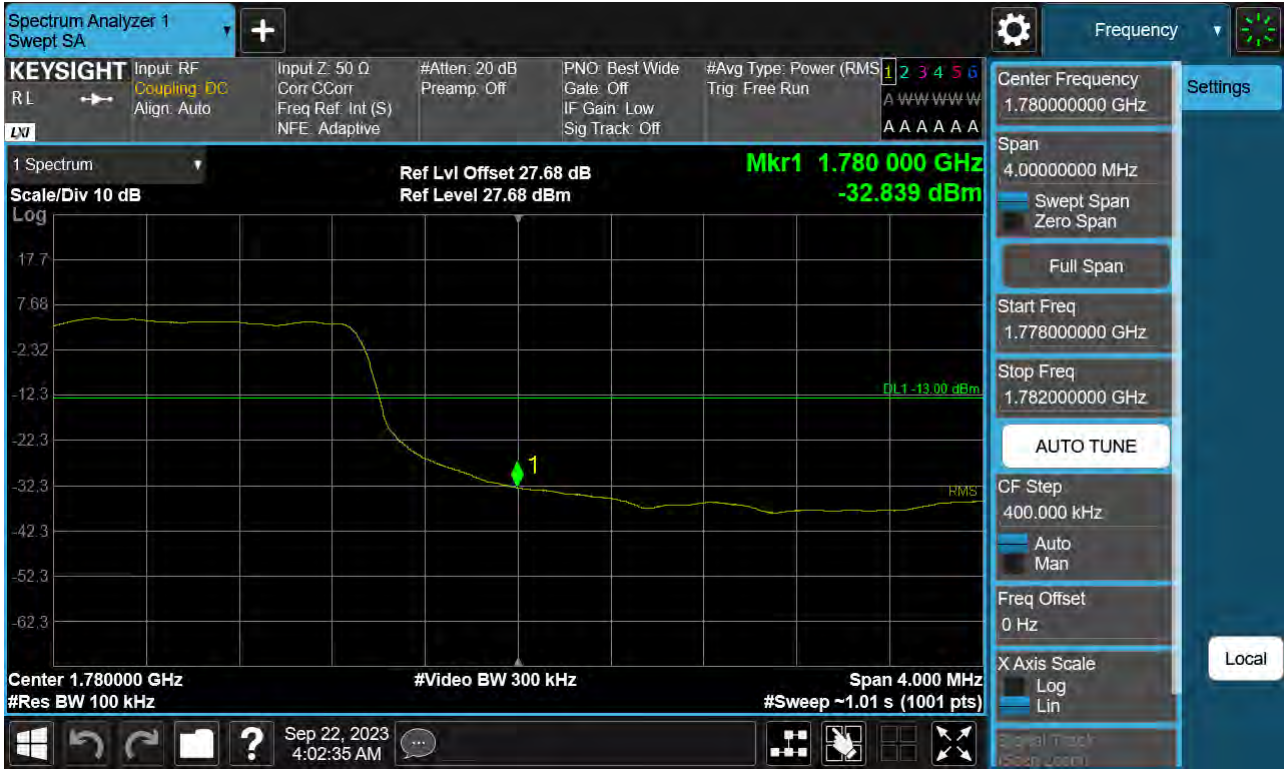 Spectrum Analyzer 1
Swept SA
+
Frequency
KEYSIGHT
RL
LXI
Input: RF
Coupling: DC
Align: Auto
Input Z: 50 Ω
Corr CCorr
Freq Ref: Int (S)
NFE: Adaptive
#Atten: 20 dB
Preamp: Off
PNO: Best Wide
Gate: Off
IF Gain: Low
Sig Track: Off
#Avg Type: Power (RMS
Trig: Free Run
1 2 3 4 5 6
A W W W W W
A A A A A A
1 Spectrum
Scale/Div 10 dB
Ref Lvl Offset 27.68 dB
Ref Level 27.68 dBm
Mkr1 1.780 000 GHz
-32.839 dBm
Log
17.7
7.68
-2.32
-12.3
-22.3
-32.3
-42.3
-52.3
-62.3
DL1 -13.00 dBm
1
RMS
Center 1.780000 GHz
#Res BW 100 kHz
#Video BW 300 kHz
Span 4.000 MHz
#Sweep ~1.01 s (1001 pts)
Center Frequency
1.780000000 GHz
Span
4.00000000 MHz
Swept Span
Zero Span
Full Span
Start Freq
1.778000000 GHz
Stop Freq
1.782000000 GHz
AUTO TUNE
CF Step
400.000 kHz
Auto
Man
Freq Offset
0 Hz
X Axis Scale
Log
Lin
Settings
Local
?
Sep 22, 2023
4:02:35 AM